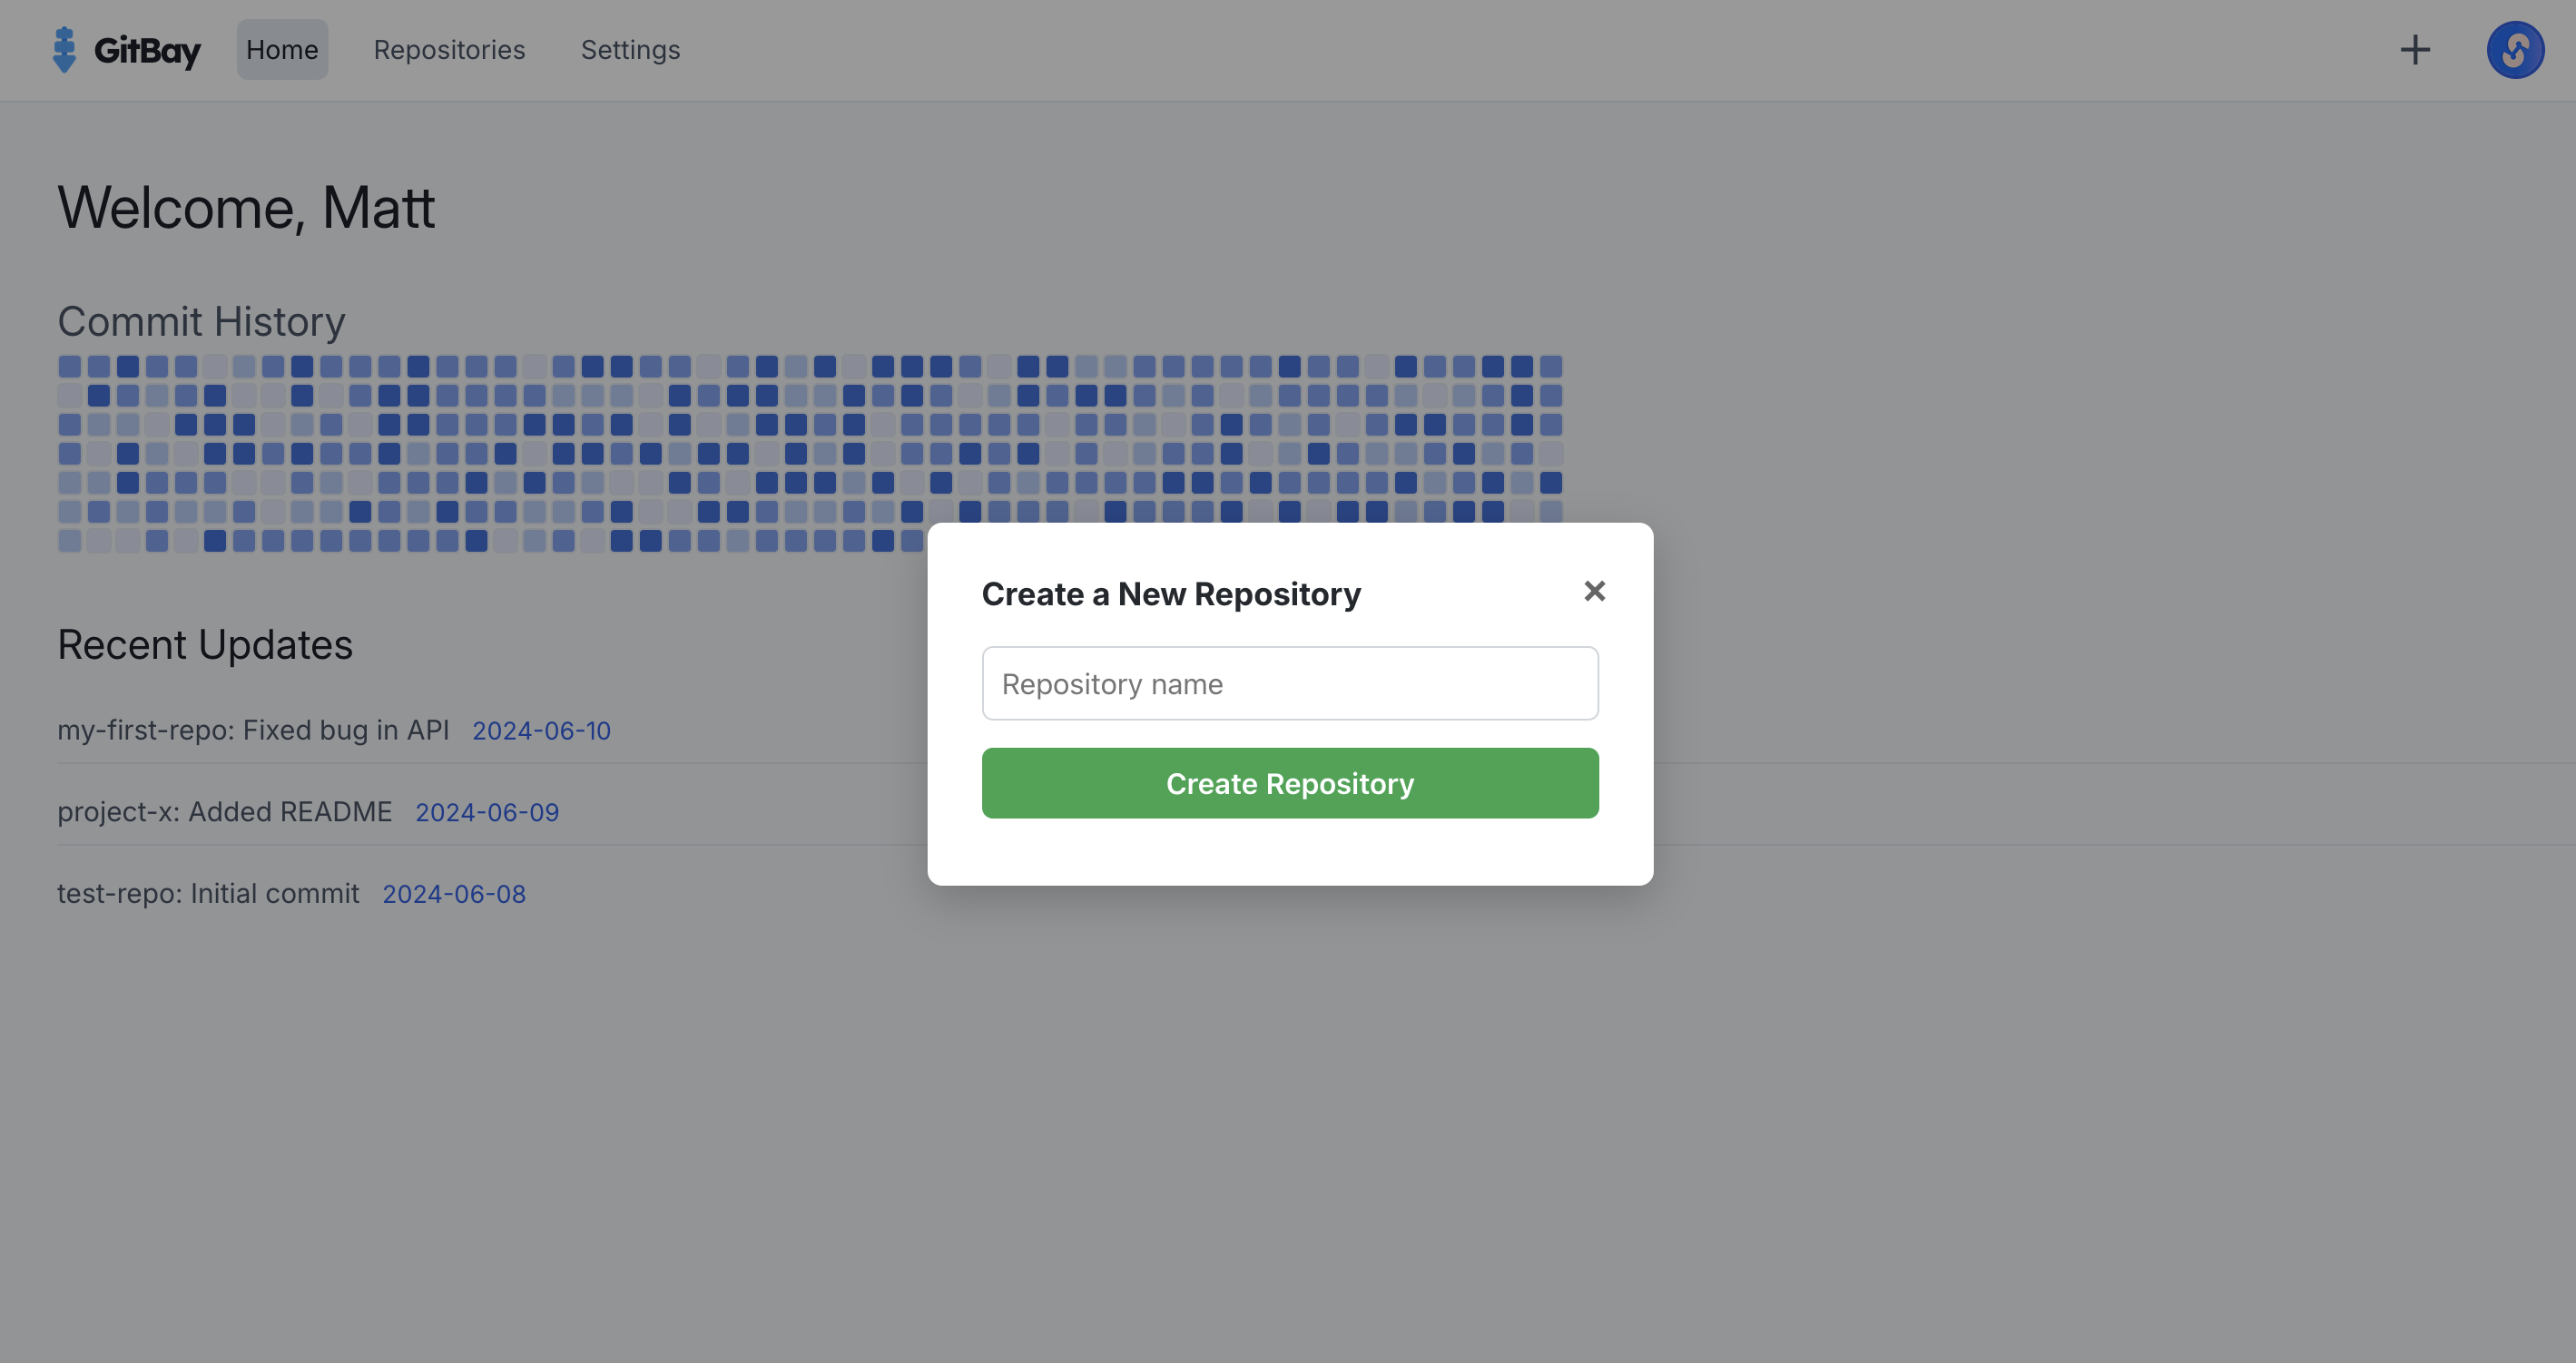 GitBay
Home
Repositories
Settings
Welcome, Matt
Commit History
Recent Updates
my-first-repo: Fixed bug in API 2024-06-10
project-x: Added README 2024-06-09
test-repo: Initial commit 2024-06-08
Create a New Repository
Repository name
Create Repository